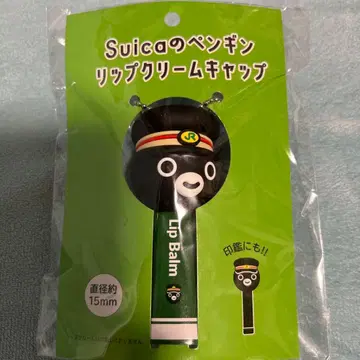 Suicaのペンギン
リップクリームキャップ
JR
Lip Balm
印鑑にも!!
直径約
15mm